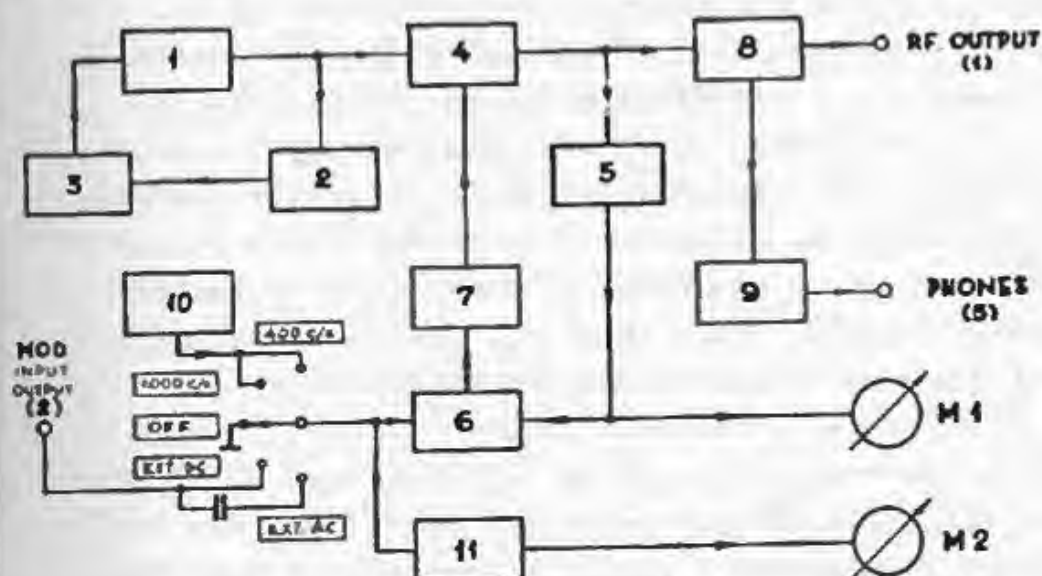 1
4
8
RF. OUTPUT
(1)
3
2
5
10
7
9
PHONES
(5)
400 c/s
MOD
INPUT
OUTPUT
(2)
1000 c/s
OFF
EXT DC
6
M 1
EXT. AC
11
M 2